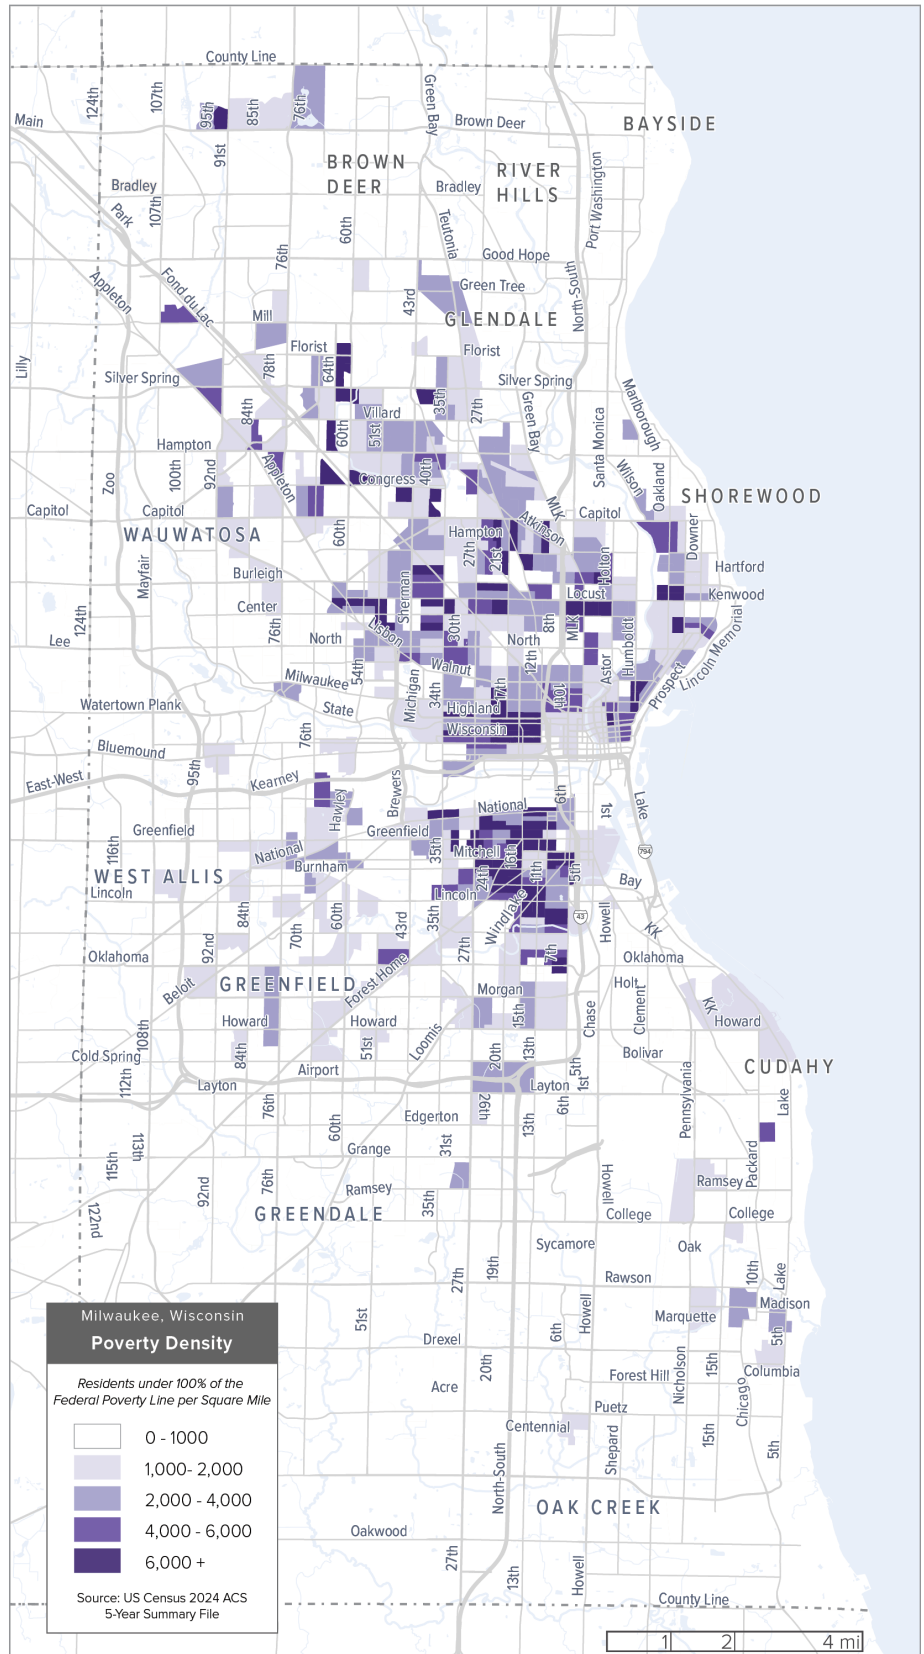 County Line
124th
107th
95th
85th
76th
Green Bay
Main
Brown Deer
BAYSIDE
91st
BROWN
DEER
RIVER
HILLS
Port Washington
Bradley
Bradley
Park
107th
60th
Teutonia
76th
Good Hope
North-South
Appleton
Fond du Lac
43rd
Green Tree
Mill
GLENDALE
Florist
Florist
Lilly
Silver Spring
78th
64th
Silver Spring
Marlborough
84th
Villard
35th
27th
Green Bay
Santa Monica
60th
51st
Hampton
Zoo
100th
92nd
Appleton
Congress
40th
Wilson
Oakland
SHOREWOOD
Capitol
Capitol
MLK
Capitol
WAUWATOSA
60th
Hampton
Atkinson
Downer
27th
21st
Holton
Hartford
Mayfair
Burleigh
Sherman
Locust
Kenwood
Center
124th
76th
Lisbon
30th
8th
MLK
Humboldt
Lee
North
North
12th
Astor
Lincoln Memorial
54th
Walnut
Prospect
Milwaukee
Michigan
34th
17th
10th
Watertown Plank
State
Highland
Wisconsin
76th
Bluemound
95th
East-West
Kearney
Brewers
6th
Lake
Hawley
National
1st
Greenfield
Greenfield
116th
35th
Mitchell
16th
794
National
Burnham
WEST ALLIS
24th
11th
5th
Bay
Lincoln
Lincoln
84th
60th
43rd
35th
Windlake
43
Howell
KK
92nd
70th
27th
7th
Oklahoma
Oklahoma
Beloit
GREENFIELD
Forest Home
Morgan
Holt
Clement
KK
15th
Chase
Howard
Howard
Howard
108th
Cold Spring
84th
51st
Loomis
20th
13th
Bolivar
CUDAHY
5th
112th
Airport
Layton
Layton
1st
Pennsylvania
Lake
76th
26th
6th
60th
Edgerton
13th
113th
31st
Grange
115th
Packard
92nd
76th
Ramsey
35th
Howell
Ramsey
122nd
GREENDALE
College
College
Sycamore
Oak
19th
10th
Lake
27th
Rawson
Madison
Milwaukee, Wisconsin
Poverty Density
51st
Howell
6th
Marquette
5th
Drexel
20th
Nicholson
15th
Columbia
Forest Hill
Residents under 100% of the
Federal Poverty Line per Square Mile
Acre
Chicago
Puetz
Centennial
Shepard
15th
5th
0 - 1000
1,000- 2,000
2,000 - 4,000
4,000 - 6,000
6,000 +
North-South
OAK CREEK
Oakwood
27th
13th
Howell
Source: US Census 2024 ACS
5-Year Summary File
County Line
1 2 4 mi